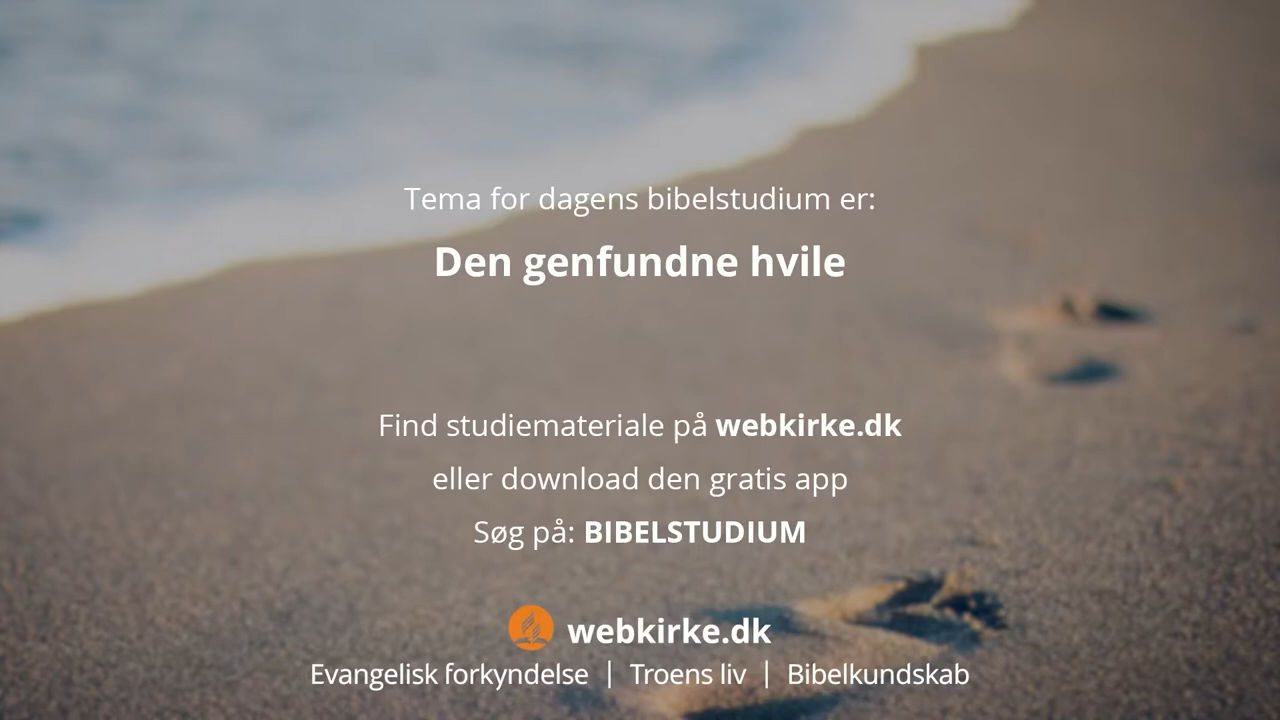 Tema for dagens bibelstudium er:
Den genfundne hvile
Find studiemateriale på webkirke.dk
eller download den gratis app
Søg på: BIBELSTUDIUM
webkirke.dk
Evangelisk forkyndelse | Troens liv | Bibelkundskab